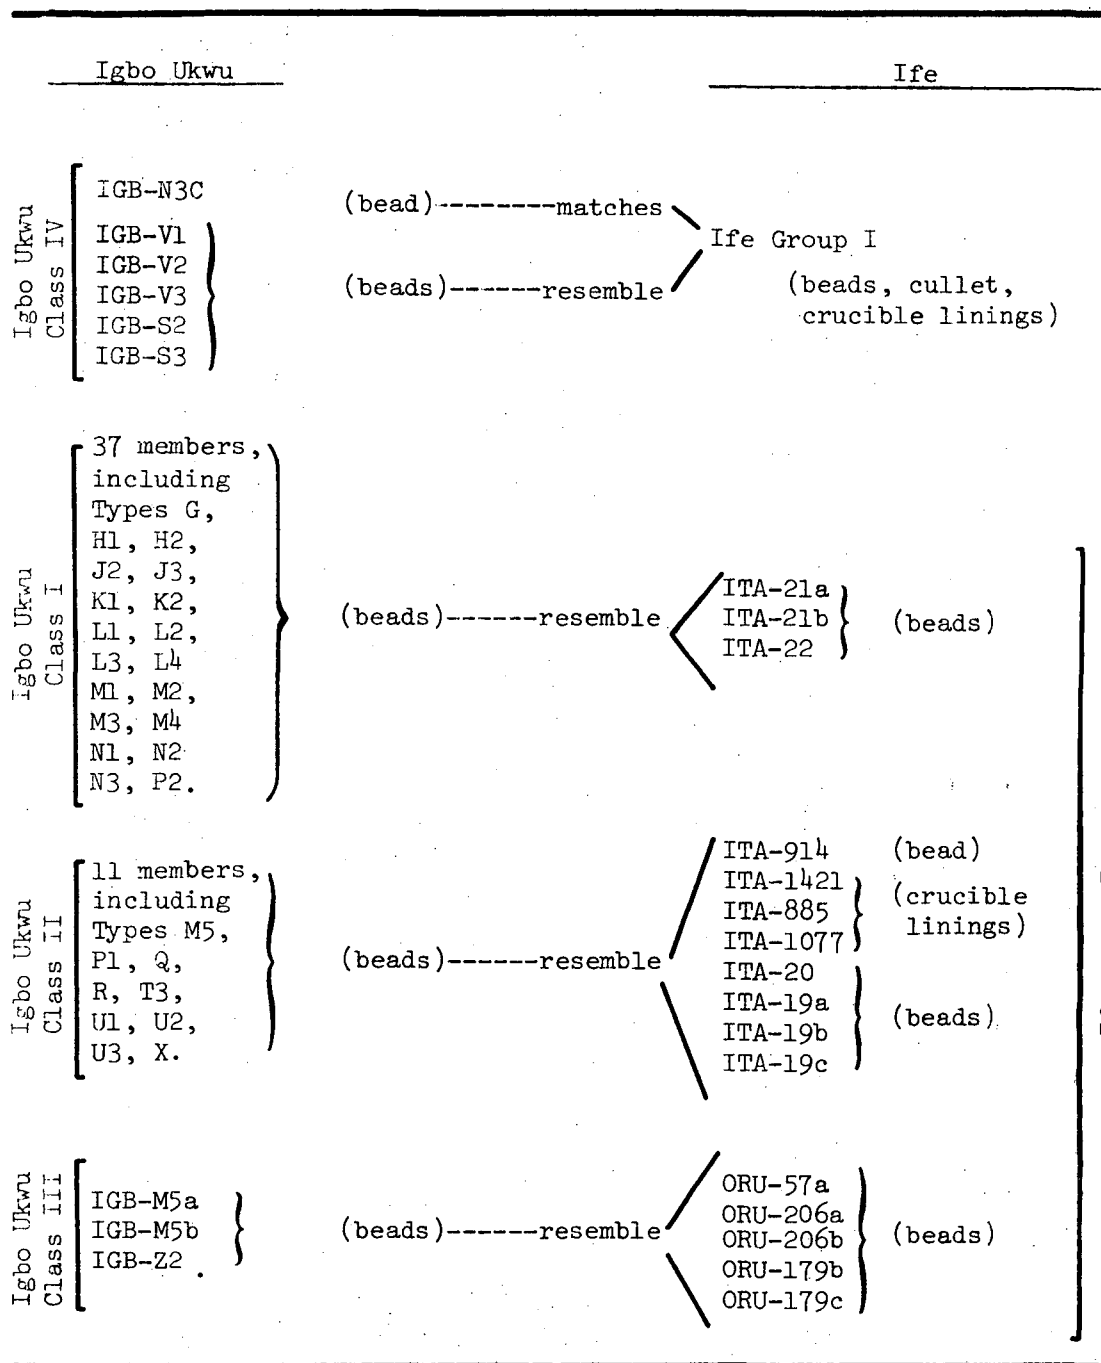 Igbo Ukwu
Ife
Igbo Ukwu
Class IV
IGB-N3C
(bead)--------matches
IGB-V1
IGB-V2
IGB-V3
IGB-S2
IGB-S3
(beads)------resemble
Ife Group I
(beads, cullet,
crucible linings)
Igbo Ukwu
Class I
37 members,
including
Types G,
H1, H2,
J2, J3,
K1, K2,
L1, L2,
L3, L4
M1, M2,
M3, M4
N1, N2
N3, P2.
(beads)------resemble
ITA-21a
ITA-21b
ITA-22
(beads)
Igbo Ukwu
Class II
11 members,
including
Types M5,
P1, Q,
R, T3,
U1, U2,
U3, X.
(beads)------resemble
ITA-914
(bead)
ITA-1421
ITA-885
ITA-1077
(crucible
linings)
ITA-20
ITA-19a
ITA-19b
ITA-19c
(beads)
Igbo Ukwu
Class III
IGB-M5a
IGB-M5b
IGB-Z2
(beads)------resemble
ORU-57a
ORU-206a
ORU-206b
ORU-179b
ORU-179c
(beads)